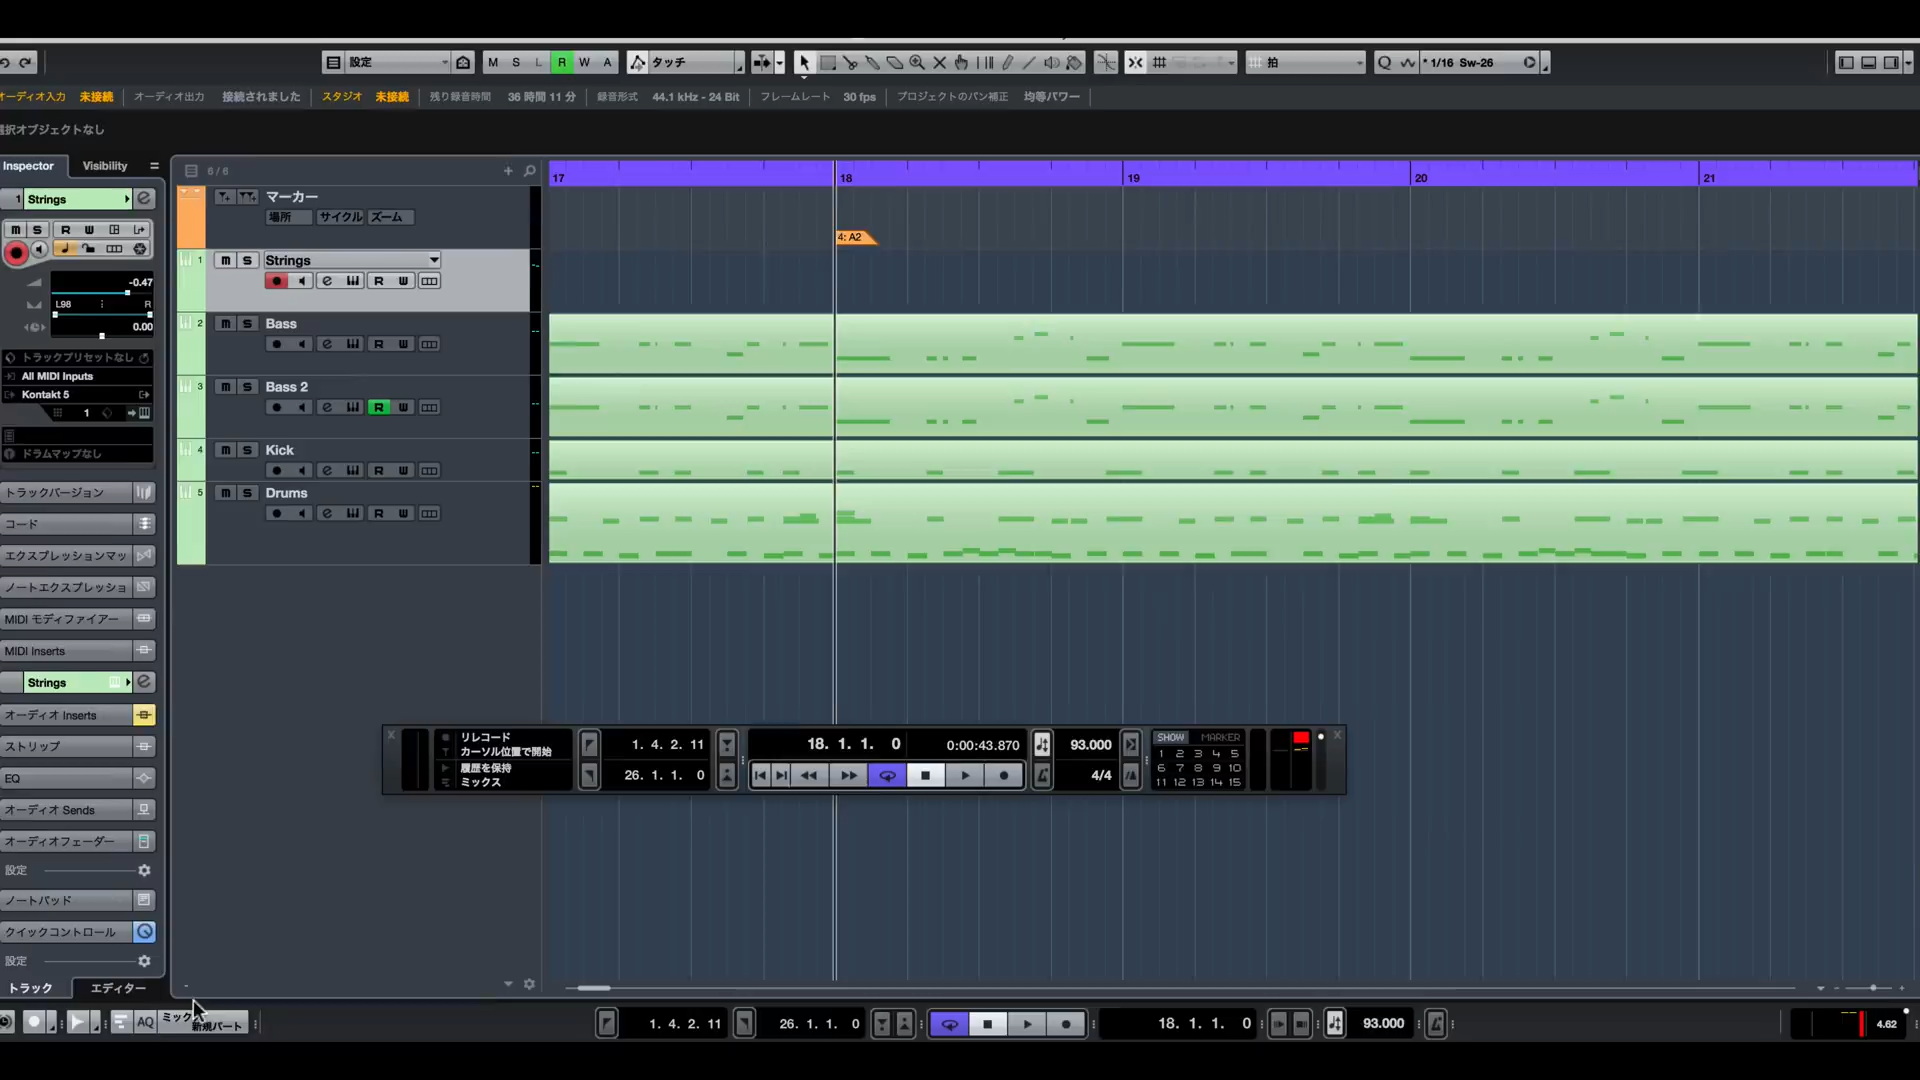 設定
M S L R W A
タッチ
拍
Q
* 1/16 Sw-26
オーディオ入力 未接続 オーディオ出力 接続されました スタジオ 未接続 残り録音時間 36 時間 11 分 録音形式 44.1 kHz - 24 Bit フレームレート 30 fps プロジェクトのパン補正 均等パワー
選択オブジェクトなし
Inspector Visibility
6 / 6
17 18 19 20 21
1 Strings
マーカー
場所 サイクル ズーム
4: A2
M S R W
-0.47
L98 R
0.00
トラックプリセットなし
All MIDI Inputs
Kontakt 5
1
ドラムマップなし
1 m S Strings
R W
2 m S Bass
R W
3 m S Bass 2
R W
4 m S Kick
R W
5 m S Drums
R W
トラックバージョン
コード
エクスプレッションマッ
ノートエクスプレッショ
MIDI モディファイアー
MIDI Inserts
Strings
オーディオ Inserts
ストリップ
EQ
オーディオ Sends
オーディオフェーダー
設定
ノートパッド
クイックコントロール
設定
トラック エディター
リレコード
カーソル位置で開始
履歴を保持
ミックス
1. 4. 2. 11
26. 1. 1. 0
18. 1. 1. 0
0:00:43.870
93.000
4/4
SHOW MARKER
1 2 3 4 5
6 7 8 9 10
11 12 13 14 15
AQ
新規パート
1. 4. 2. 11
26. 1. 1. 0
18. 1. 1. 0
93.000
4.62